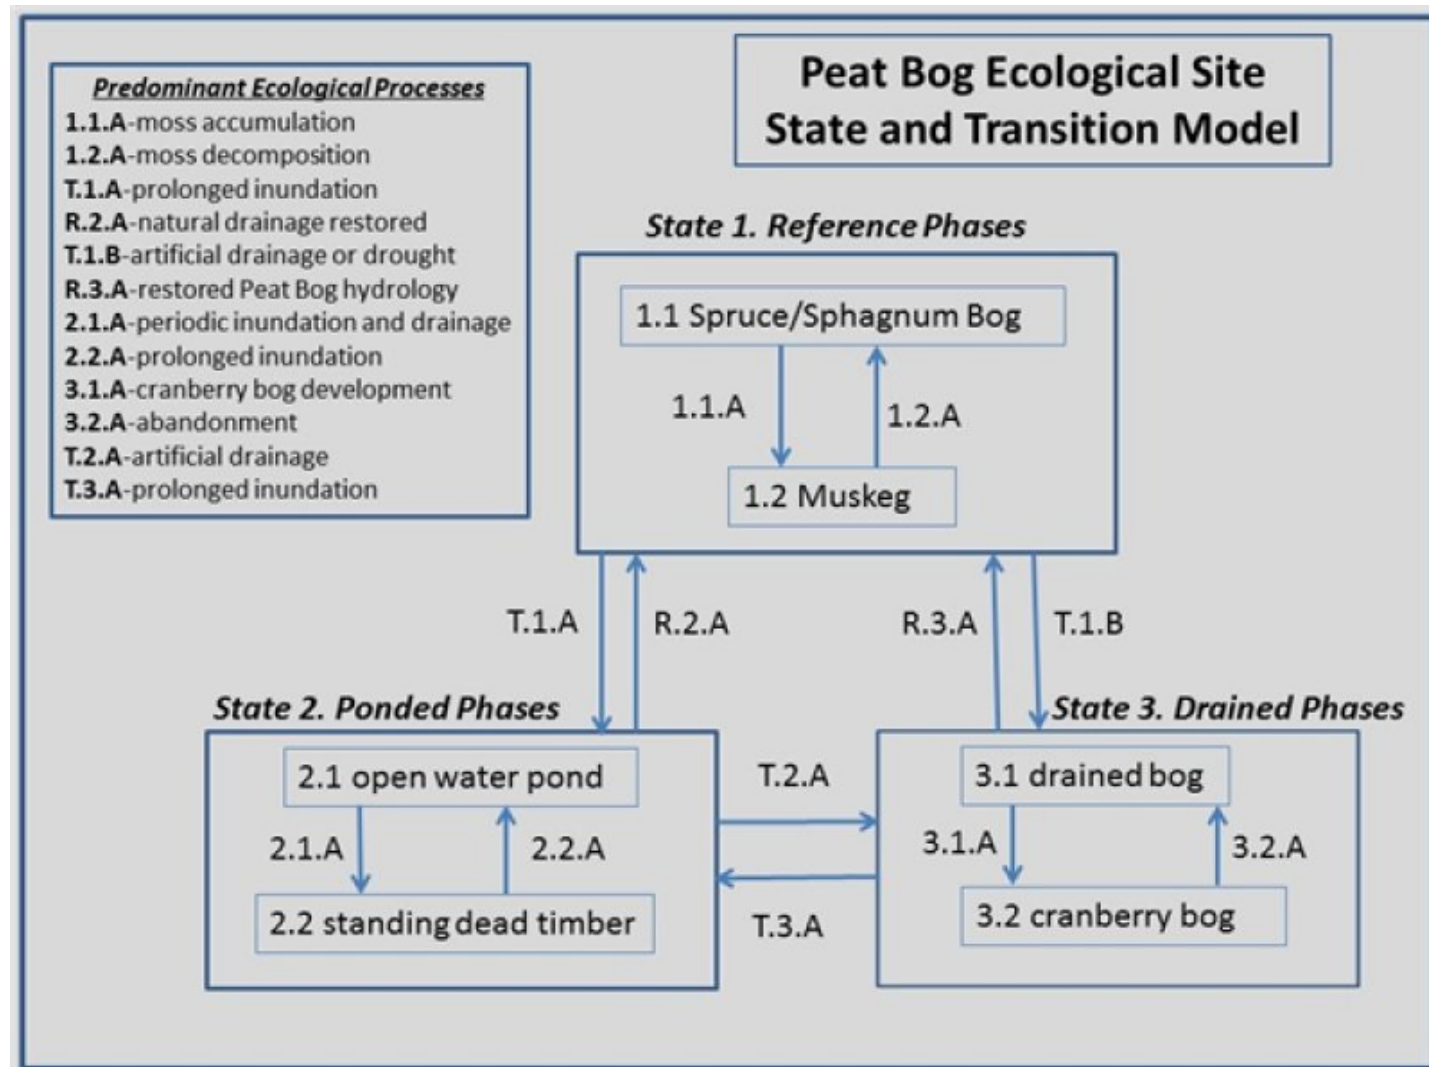 Peat Bog Ecological Site
State and Transition Model
Predominant Ecological Processes
1.1.A-moss accumulation
1.2.A-moss decomposition
T.1.A-prolonged inundation
R.2.A-natural drainage restored
T.1.B-artificial drainage or drought
R.3.A-restored Peat Bog hydrology
2.1.A-periodic inundation and drainage
2.2.A-prolonged inundation
3.1.A-cranberry bog development
3.2.A-abandonment
T.2.A-artificial drainage
T.3.A-prolonged inundation
State 1. Reference Phases
1.1 Spruce/Sphagnum Bog
1.1.A
1.2.A
1.2 Muskeg
T.1.A
R.2.A
R.3.A
T.1.B
State 2. Ponded Phases
2.1 open water pond
2.1.A
2.2.A
2.2 standing dead timber
T.2.A
T.3.A
State 3. Drained Phases
3.1 drained bog
3.1.A
3.2.A
3.2 cranberry bog